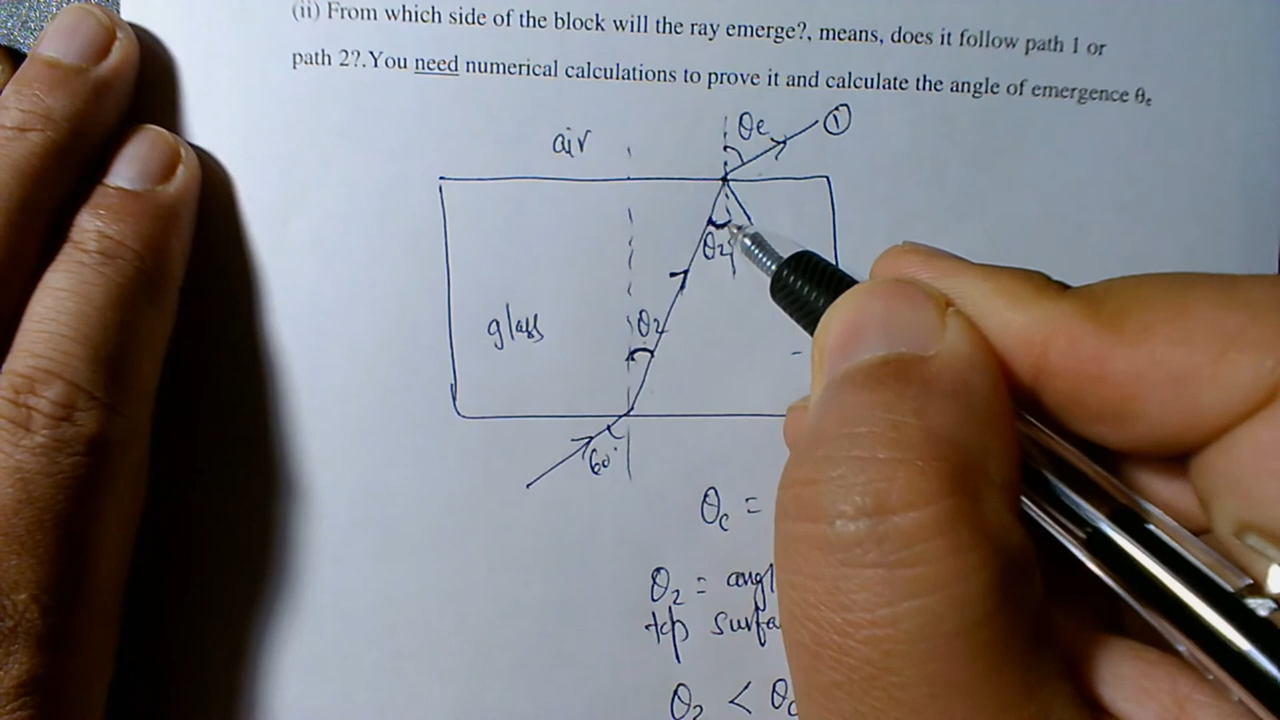 (ii) From which side of the block will the ray emerge?, means, does it follow path 1 or
path 2?.You need numerical calculations to prove it and calculate the angle of emergence θe
θe ①
air
θ2
glass θ2
60°
θc =
θ2 = angl
top surfa
θ2 < θc